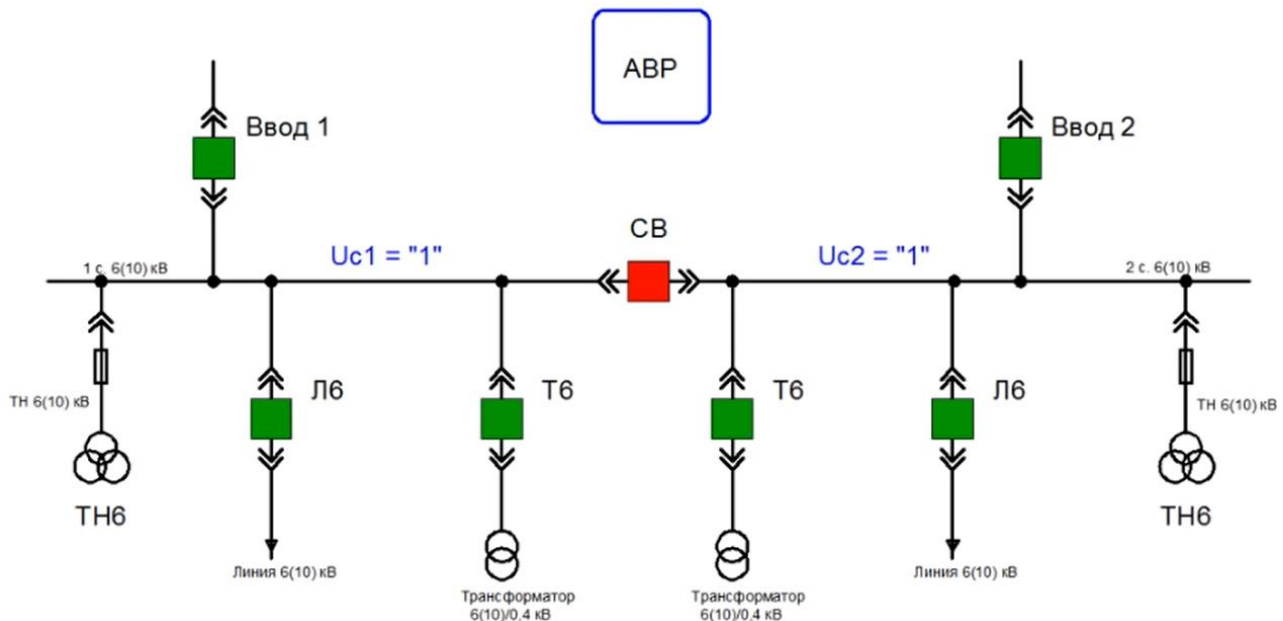 АВР
Ввод 1
Ввод 2
СВ
Uс1 = "1"
Uс2 = "1"
1 с. 6(10) кВ
2 с. 6(10) кВ
Л6
Т6
Т6
Л6
ТН 6(10) кВ
ТН 6(10) кВ
ТН6
ТН6
Линия 6(10) кВ
Линия 6(10) кВ
Трансформатор
6(10)/0,4 кВ
Трансформатор
6(10)/0,4 кВ